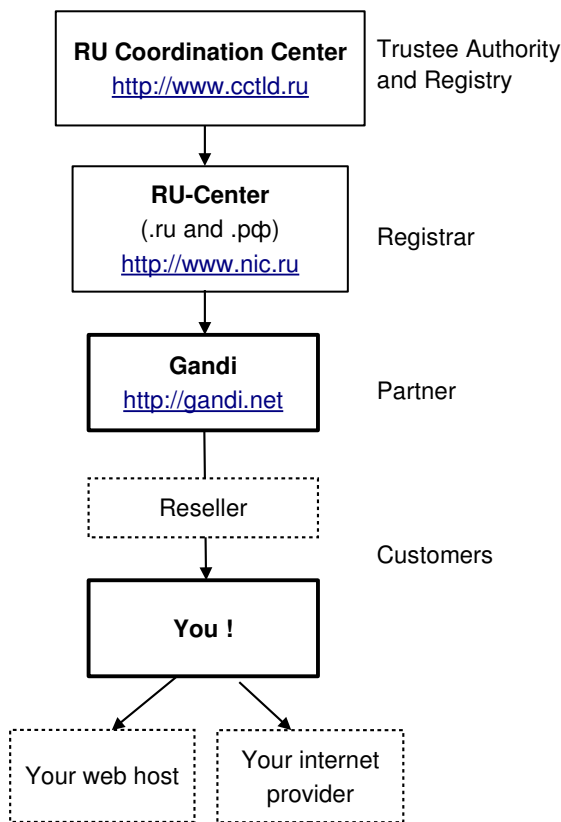 RU Coordination Center
http://www.cctld.ru
Trustee Authority
and Registry
RU-Center
(.ru and .рф)
http://www.nic.ru
Registrar
Gandi
http://gandi.net
Partner
Reseller
Customers
You !
Your web host
Your internet
provider